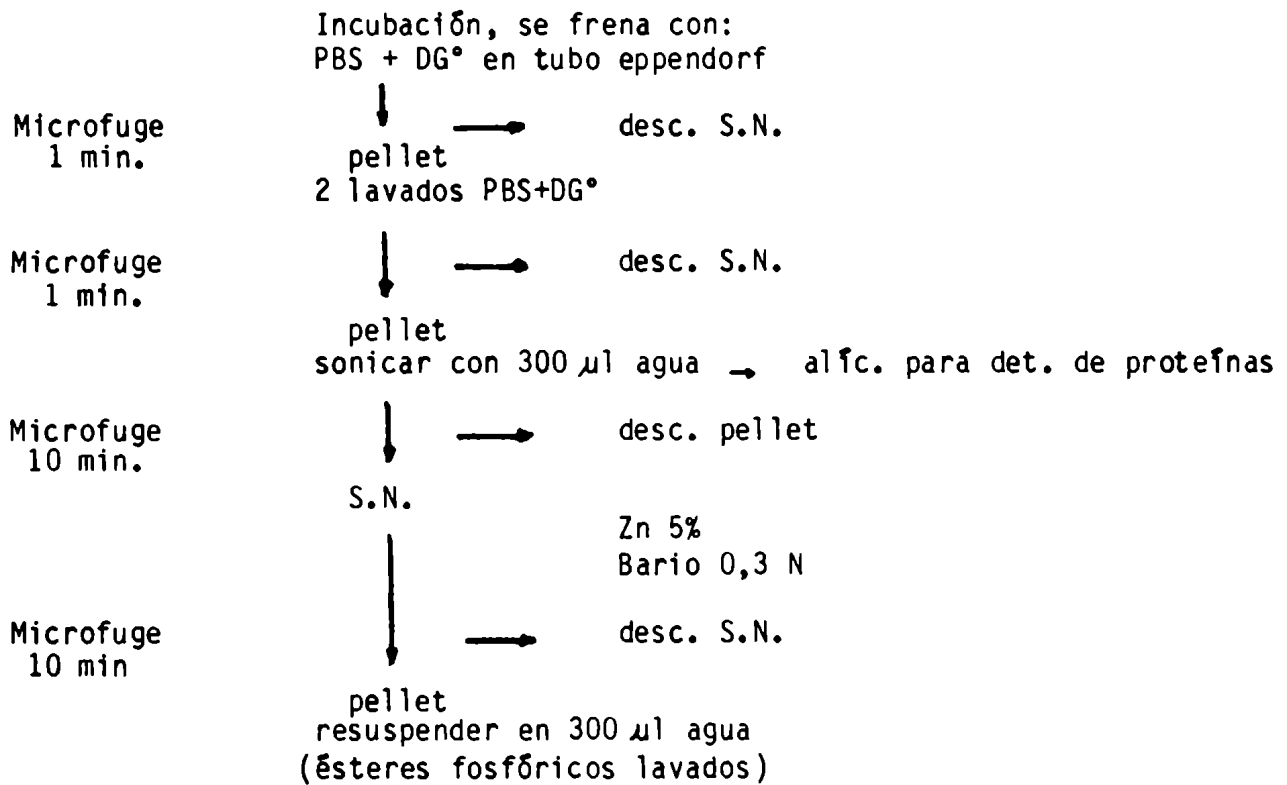 Incubación, se frena con:
PBS + DG° en tubo eppendorf
Microfuge
1 min.
desc. S.N.
pellet
2 lavados PBS+DG°
Microfuge
1 min.
desc. S.N.
pellet
sonicar con 300 µl agua → alíc. para det. de proteínas
Microfuge
10 min.
desc. pellet
S.N.
Zn 5%
Bario 0,3 N
Microfuge
10 min
desc. S.N.
pellet
resuspender en 300 µl agua
(ésteres fosfóricos lavados)